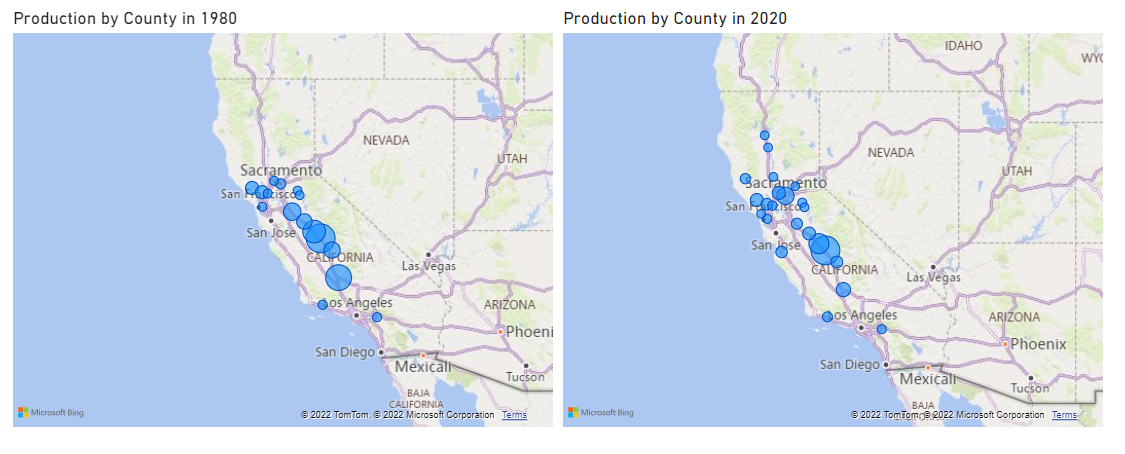 Production by County in 1980
NEVADA
UTAH
Sacramento
San Francisco
San Jose
CALIFORNIA
Las Vegas
Los Angeles
ARIZONA
Phoeni
San Diego
Mexicali
Tucson
BAJA
CALIFORNIA
Microsoft Bing
© 2022 TomTom, © 2022 Microsoft Corporation Terms
Production by County in 2020
IDAHO
WYO
NEVADA
UTAH
Sacramento
San Francisco
San Jose
CALIFORNIA
Las Vegas
Los Angeles
ARIZONA
Phoenix
San Diego
Mexicali
Tucson
BAJA
Microsoft Bing
© 2022 TomTom, © 2022 Microsoft Corporation Terms